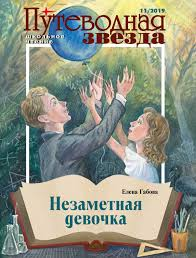 Путеводная
школьное
чтение
звезда
11/2019
Елена Габова
Незаметная
девочка